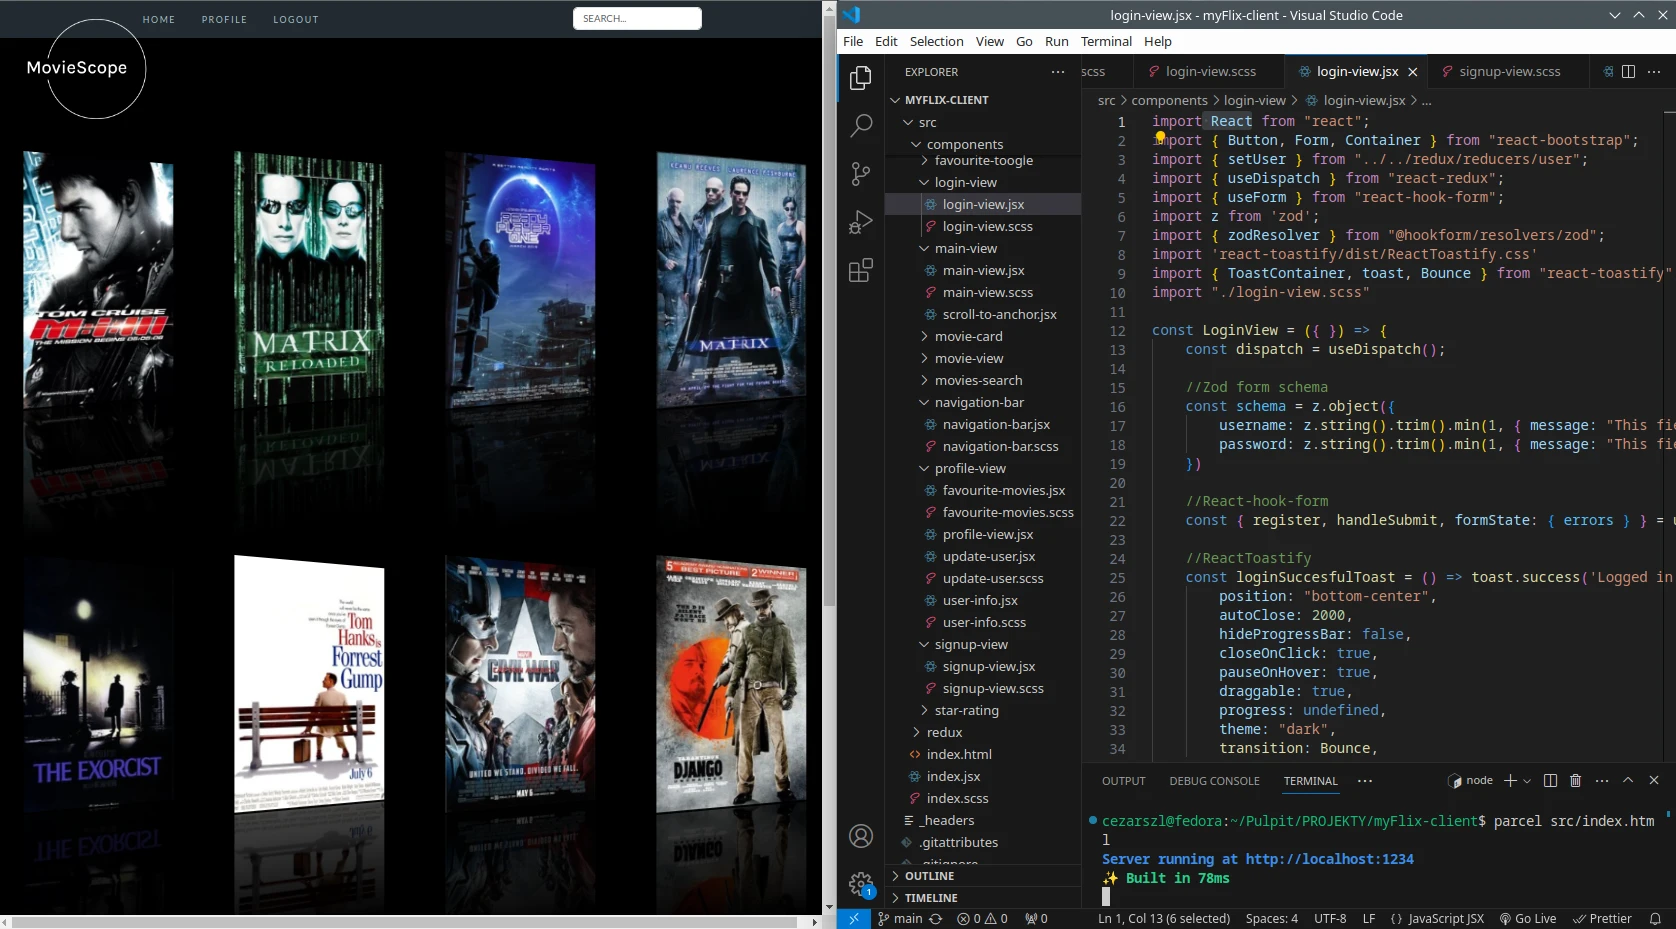 HOME PROFILE LOGOUT
SEARCH...
MovieScope
TOM CRUISE
M:i:III
THE MISSION BEGINS 05.05.06
MATRIX
RELOADED
READY
PLAYER
ONE
KEANU REEVES LAURENCE FISHBURNE
MATRIX
THE EXORCIST
Tom
Hanks is
Forrest
Gump
July 6
MARVEL
CIVIL WAR
UNITED WE STAND. DIVIDED WE FALL.
MAY 6
5
BEST PICTURE
2 WINNER
THE D IS
SILENT
DJANGO
login-view.jsx - myFlix-client - Visual Studio Code
File Edit Selection View Go Run Terminal Help
EXPLORER
MYFLIX-CLIENT
src
components
favourite-toogle
login-view
login-view.jsx
login-view.scss
main-view
main-view.jsx
main-view.scss
scroll-to-anchor.jsx
movie-card
movie-view
movies-search
navigation-bar
navigation-bar.jsx
navigation-bar.scss
profile-view
favourite-movies.jsx
favourite-movies.scss
profile-view.jsx
update-user.jsx
update-user.scss
user-info.jsx
user-info.scss
signup-view
signup-view.jsx
signup-view.scss
star-rating
redux
index.html
index.jsx
index.scss
_headers
.gitattributes
.gitignore
OUTLINE
TIMELINE
scss login-view.scss login-view.jsx signup-view.scss
src > components > login-view > login-view.jsx > ...
1 import React from "react";
2 import { Button, Form, Container } from "react-bootstrap";
3 import { setUser } from "../../redux/reducers/user";
4 import { useDispatch } from "react-redux";
5 import { useForm } from "react-hook-form";
6 import z from 'zod';
7 import { zodResolver } from "@hookform/resolvers/zod";
8 import 'react-toastify/dist/ReactToastify.css'
9 import { ToastContainer, toast, Bounce } from "react-toastify"
10 import "./login-view.scss"
11
12 const LoginView = ({ }) => {
13 const dispatch = useDispatch();
14
15 //Zod form schema
16 const schema = z.object({
17 username: z.string().trim().min(1, { message: "This fie
18 password: z.string().trim().min(1, { message: "This fie
19 })
20
21 //React-hook-form
22 const { register, handleSubmit, formState: { errors } } = u
23
24 //ReactToastify
25 const loginSuccesfulToast = () => toast.success('Logged in
26 position: "bottom-center",
27 autoClose: 2000,
28 hideProgressBar: false,
29 closeOnClick: true,
30 pauseOnHover: true,
31 draggable: true,
32 progress: undefined,
33 theme: "dark",
34 transition: Bounce,
OUTPUT DEBUG CONSOLE TERMINAL ... node
cezarszl@fedora:~/Pulpit/PROJEKTY/myFlix-client$ parcel src/index.htm
l
Server running at http://localhost:1234
✨ Built in 78ms
1
main 0 0 0 Ln 1, Col 13 (6 selected) Spaces: 4 UTF-8 LF {} JavaScript JSX Go Live Prettier